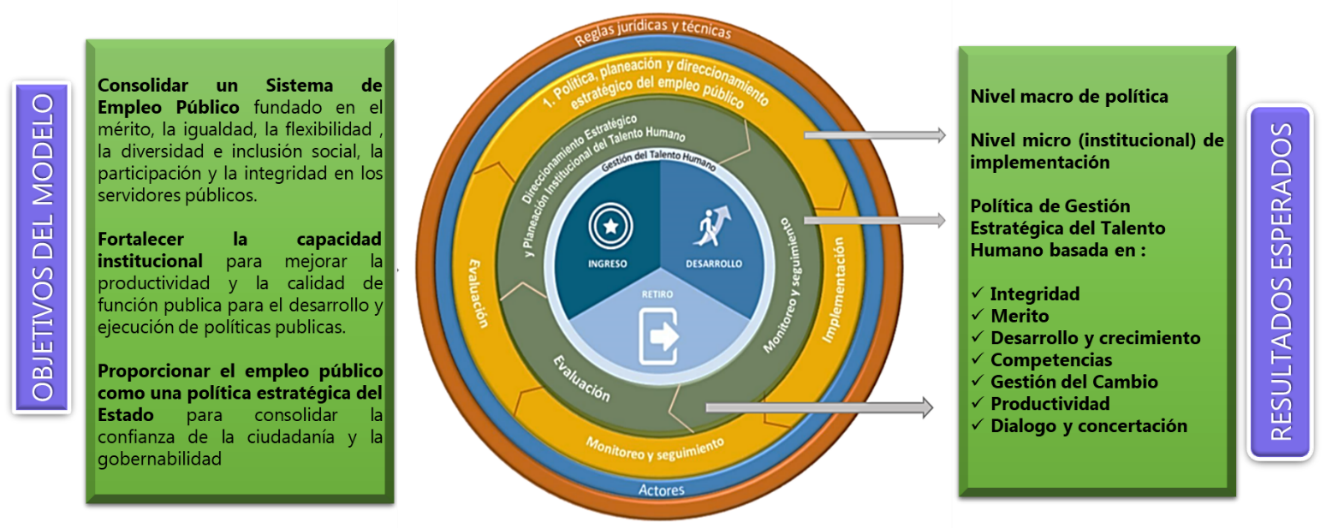 OBJETIVOS DEL MODELO
Consolidar un Sistema de
Empleo Público fundado en el
mérito, la igualdad, la flexibilidad ,
la diversidad e inclusión social, la
participación y la integridad en los
servidores públicos.
Fortalecer la capacidad
institucional para mejorar la
productividad y la calidad de
función publica para el desarrollo y
ejecución de políticas publicas.
Proporcionar el empleo público
como una política estratégica del
Estado para consolidar la
confianza de la ciudadanía y la
gobernabilidad
Reglas jurídicas y técnicas
1. Política, planeación y direccionamiento
estratégico del empleo público
Direccionamiento Estratégico
y Planeación Institucional del Talento Humano
Gestión del Talento Humano
INGRESO
DESARROLLO
RETIRO
Evaluación
Implementación
Monitoreo y seguimiento
Evaluación
Monitoreo y seguimiento
Actores
Nivel macro de política
Nivel micro (institucional) de
implementación
Política de Gestión
Estratégica del Talento
Humano basada en :
✓ Integridad
✓ Merito
✓ Desarrollo y crecimiento
✓ Competencias
✓ Gestión del Cambio
✓ Productividad
✓ Dialogo y concertación
RESULTADOS ESPERADOS